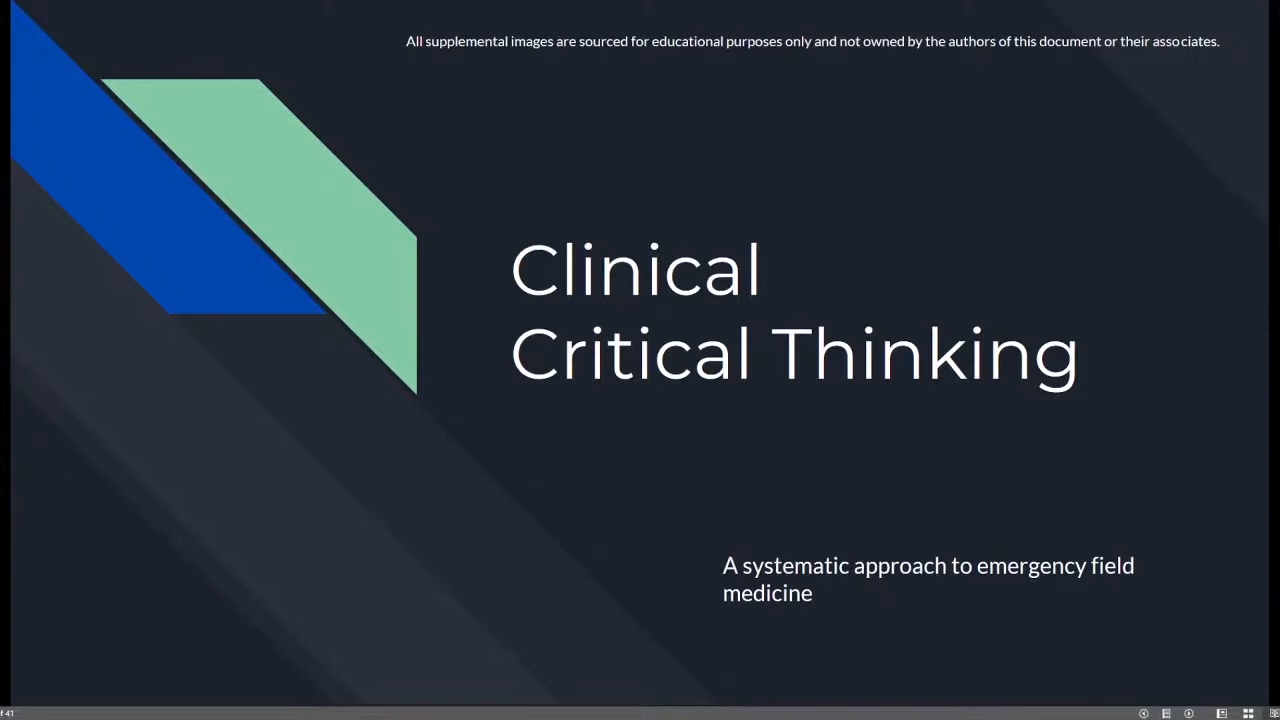 All supplemental images are sourced for educational purposes only and not owned by the authors of this document or their associates.
Clinical
Critical Thinking
A systematic approach to emergency field
medicine
f 41